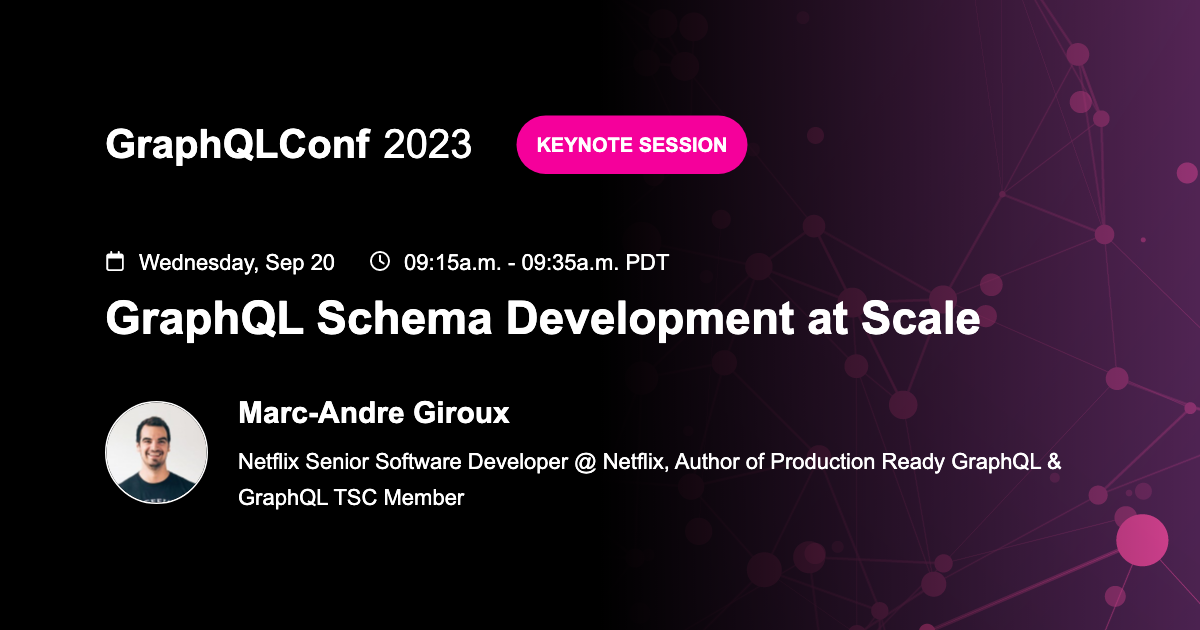 GraphQLConf 2023
KEYNOTE SESSION
Wednesday, Sep 20
09:15a.m. - 09:35a.m. PDT
GraphQL Schema Development at Scale
Marc-Andre Giroux
Netflix Senior Software Developer @ Netflix, Author of Production Ready GraphQL &
GraphQL TSC Member